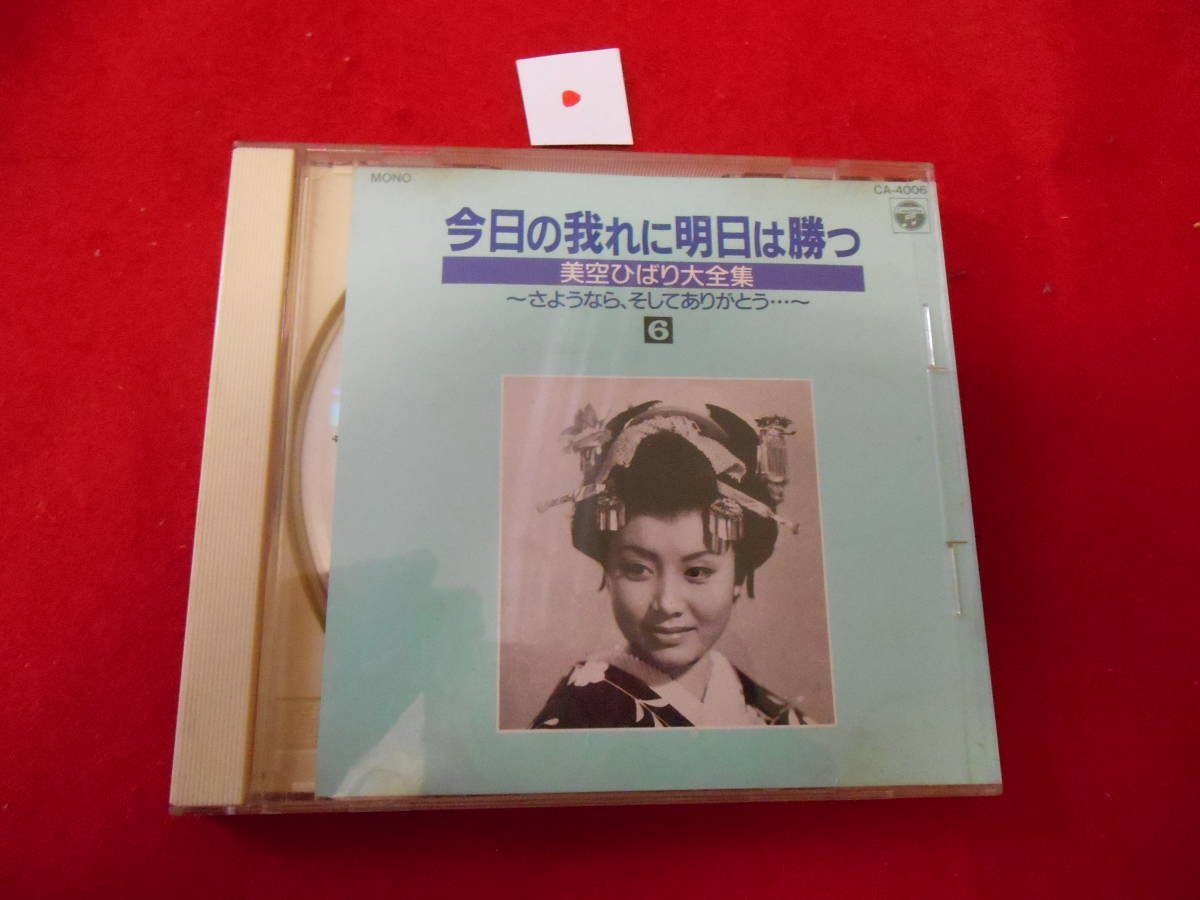 MONO
CA-4006
今日の我れに明日は勝つ
美空ひばり大全集
〜さようなら、そしてありがとう…〜
6